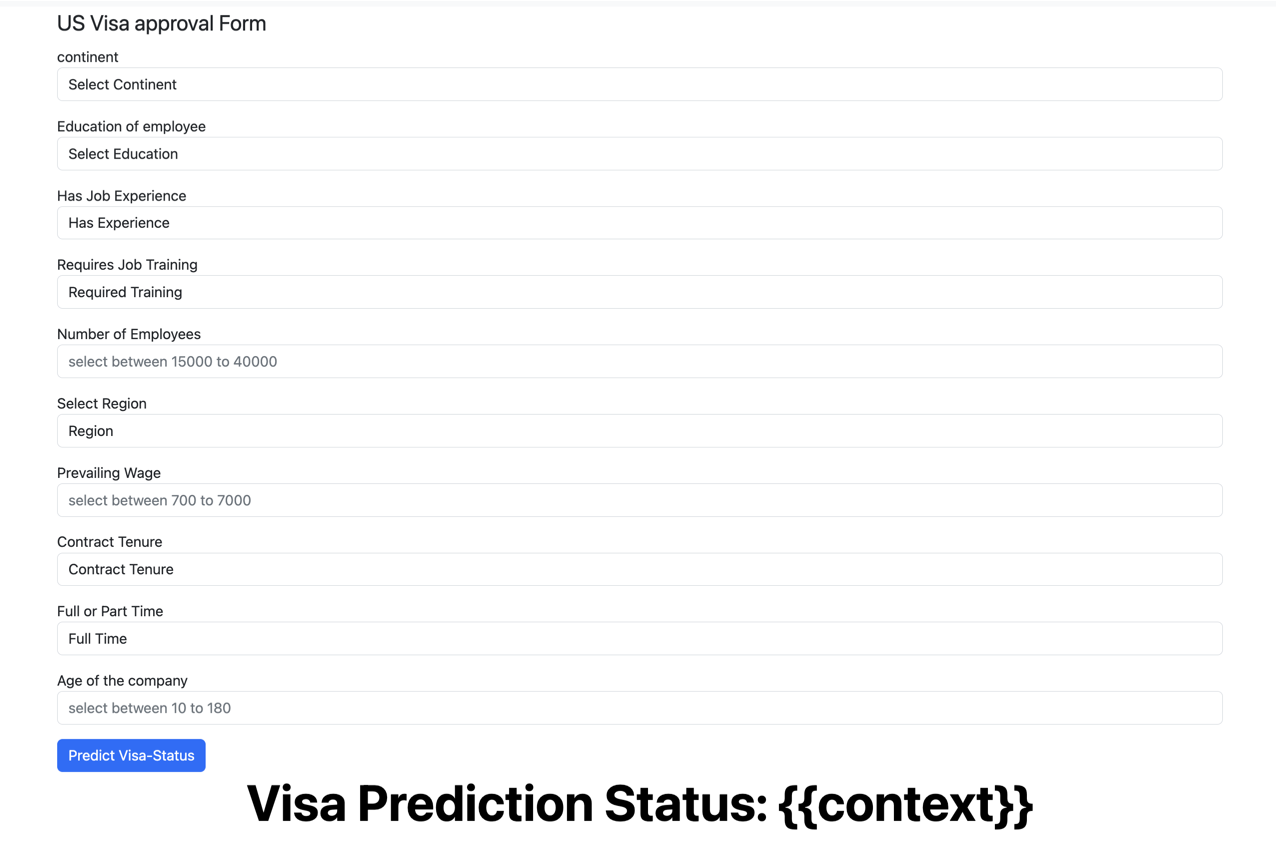 US Visa approval Form
continent
Select Continent
Education of employee
Select Education
Has Job Experience
Has Experience
Requires Job Training
Required Training
Number of Employees
select between 15000 to 40000
Select Region
Region
Prevailing Wage
select between 700 to 7000
Contract Tenure
Contract Tenure
Full or Part Time
Full Time
Age of the company
select between 10 to 180
Predict Visa-Status
Visa Prediction Status: {{context}}